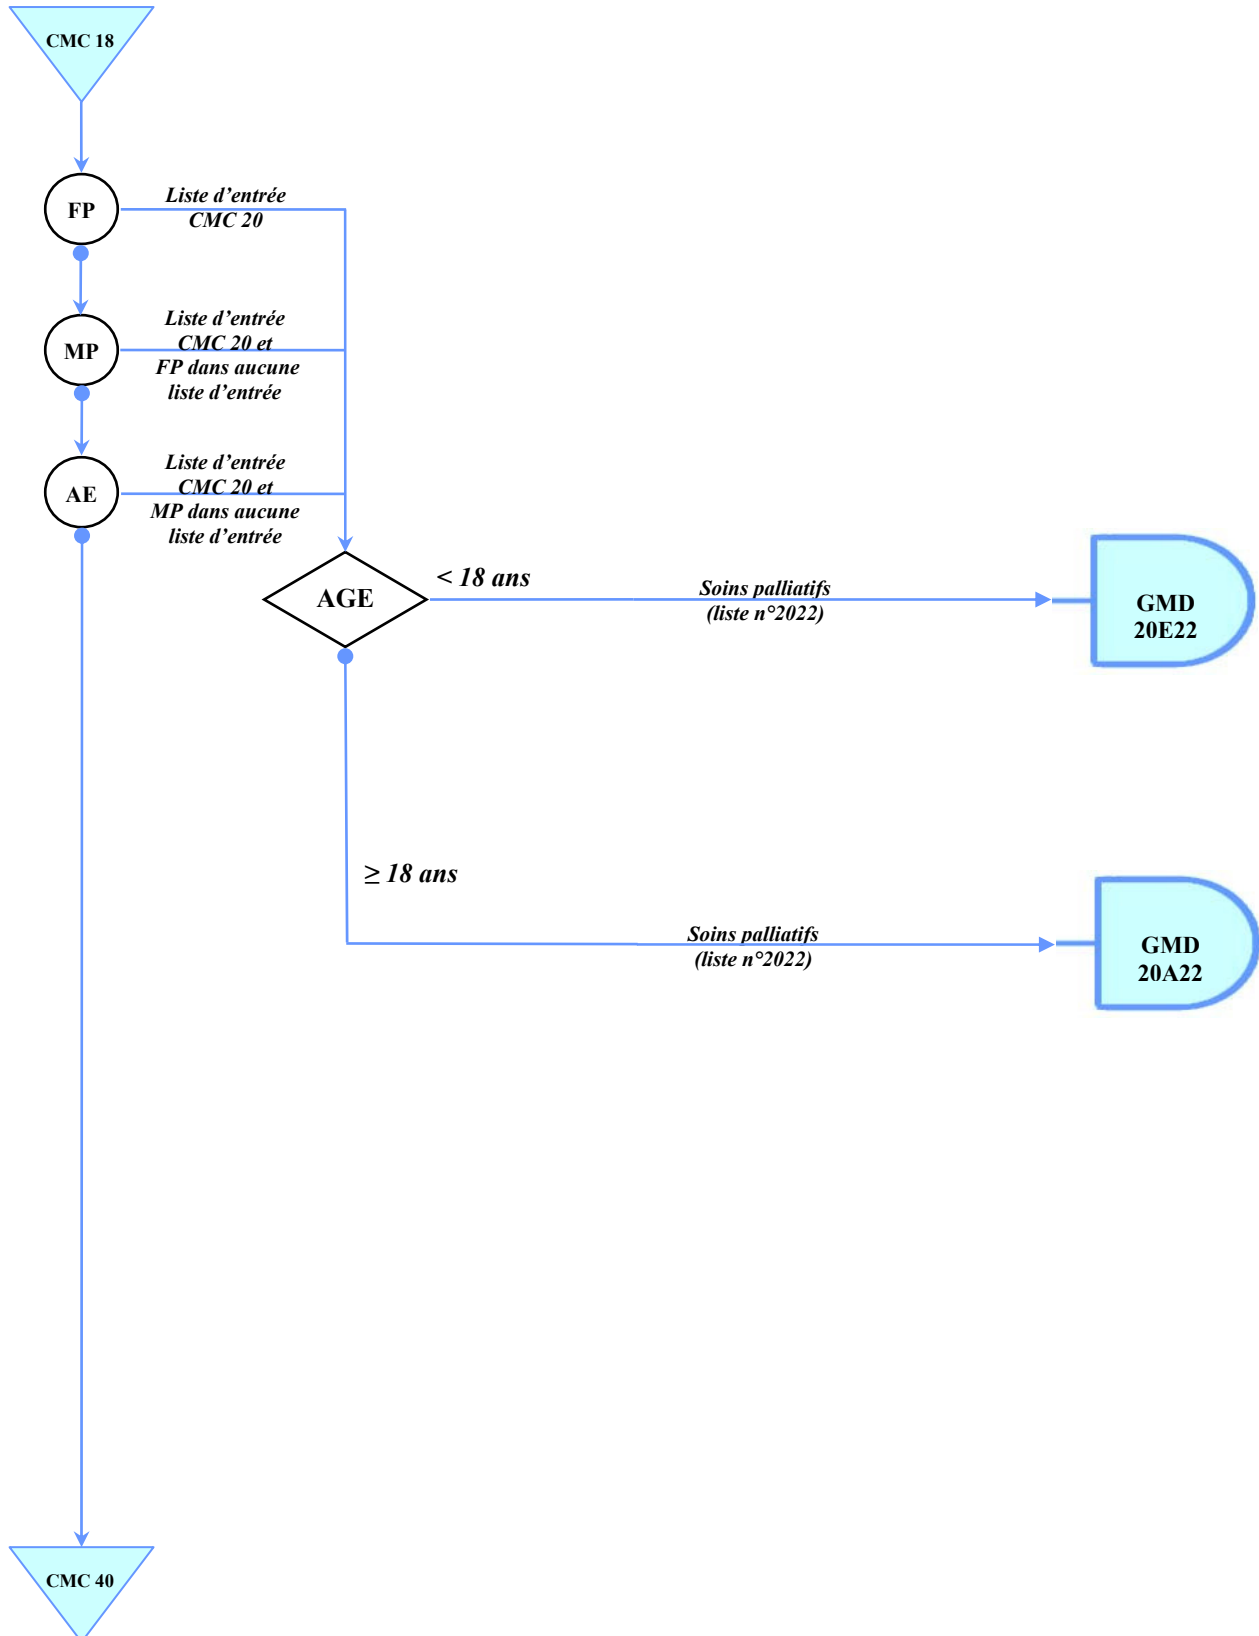 CMC 18
FP
Liste d’entrée
CMC 20
MP
Liste d’entrée
CMC 20 et
FP dans aucune
liste d’entrée
AE
Liste d’entrée
CMC 20 et
MP dans aucune
liste d’entrée
AGE
< 18 ans
Soins palliatifs
(liste n°2022)
GMD
20E22
≥ 18 ans
Soins palliatifs
(liste n°2022)
GMD
20A22
CMC 40